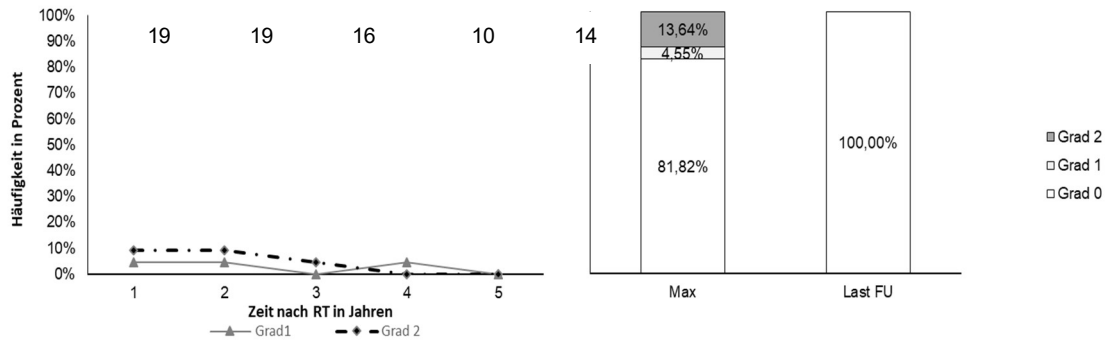 100%
90%
80%
70%
60%
50%
40%
30%
20%
10%
0%
Häufigkeit in Prozent
19 19 16 10 14
1 2 3 4 5
Zeit nach RT in Jahren
Grad1 Grad 2
13,64%
4,55%
81,82%
100,00%
Max Last FU
Grad 2
Grad 1
Grad 0